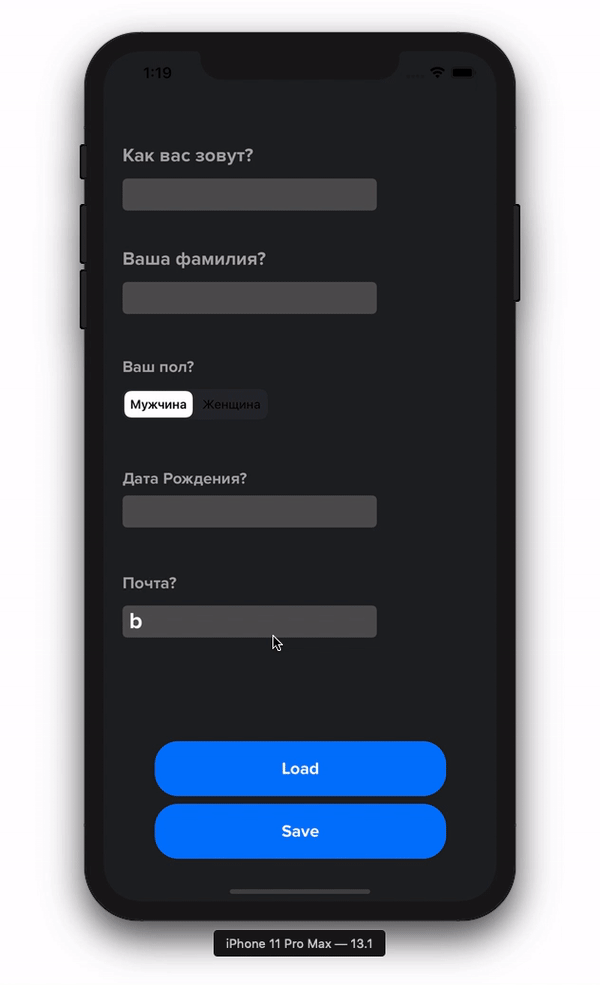 1:19
Как вас зовут?
Ваша фамилия?
Ваш пол?
Мужчина Женщина
Дата Рождения?
Почта?
b
Load
Save
iPhone 11 Pro Max — 13.1